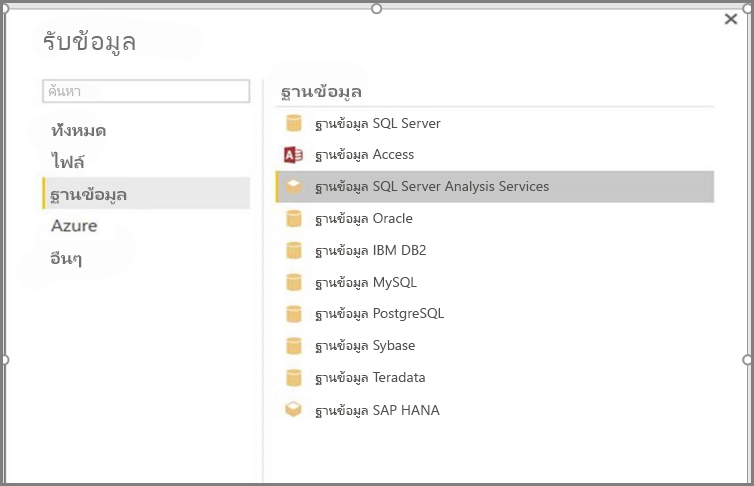 รับข้อมูล
ค้นหา
ทั้งหมด
ไฟล์
ฐานข้อมูล
Azure
อื่นๆ
ฐานข้อมูล
ฐานข้อมูล SQL Server
ฐานข้อมูล Access
ฐานข้อมูล SQL Server Analysis Services
ฐานข้อมูล Oracle
ฐานข้อมูล IBM DB2
ฐานข้อมูล MySQL
ฐานข้อมูล PostgreSQL
ฐานข้อมูล Sybase
ฐานข้อมูล Teradata
ฐานข้อมูล SAP HANA